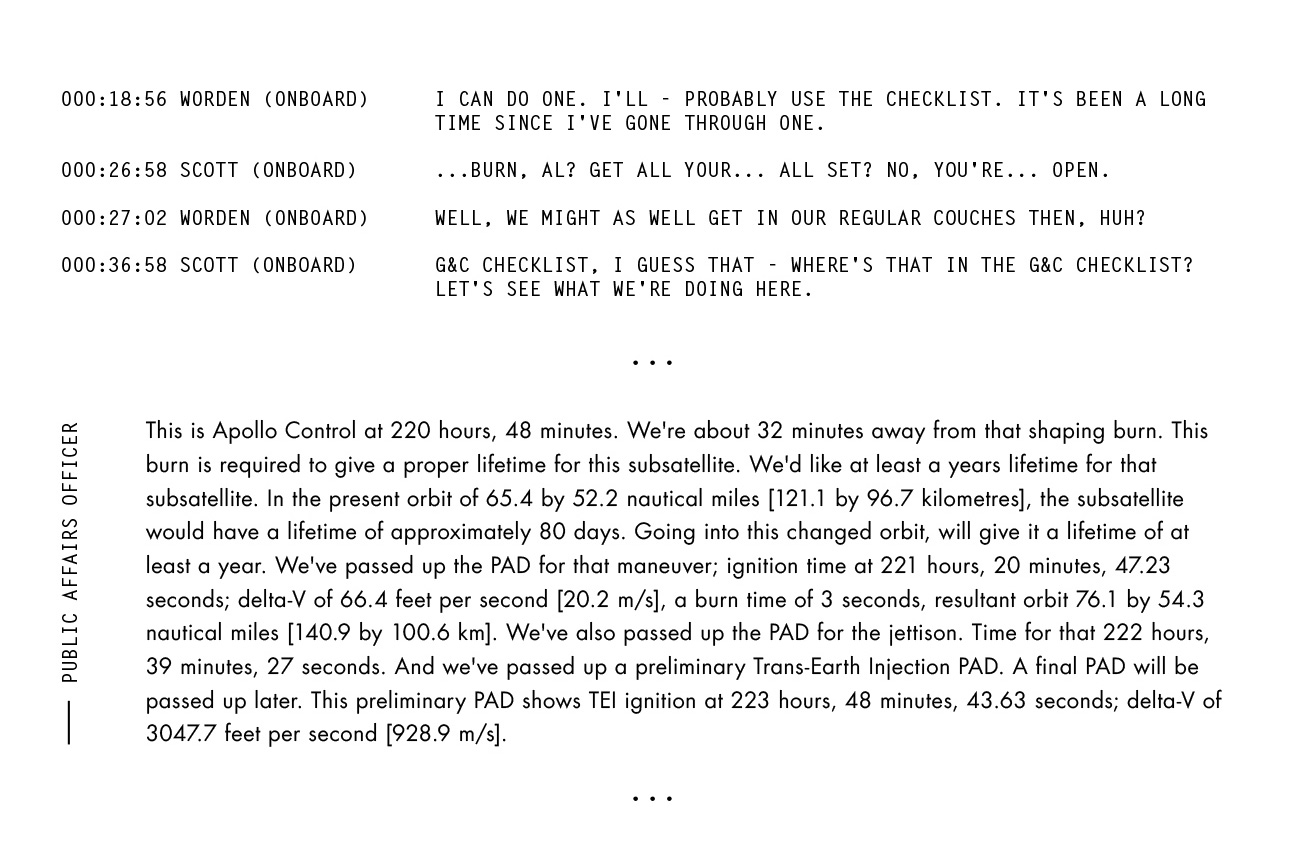 000:18:56 WORDEN (ONBOARD) I CAN DO ONE. I'LL - PROBABLY USE THE CHECKLIST. IT'S BEEN A LONG
TIME SINCE I'VE GONE THROUGH ONE.
000:26:58 SCOTT (ONBOARD) ...BURN, AL? GET ALL YOUR... ALL SET? NO, YOU'RE... OPEN.
000:27:02 WORDEN (ONBOARD) WELL, WE MIGHT AS WELL GET IN OUR REGULAR COUCHES THEN, HUH?
000:36:58 SCOTT (ONBOARD) G&C CHECKLIST, I GUESS THAT - WHERE'S THAT IN THE G&C CHECKLIST?
LET'S SEE WHAT WE'RE DOING HERE.
...
PUBLIC AFFAIRS OFFICER
This is Apollo Control at 220 hours, 48 minutes. We're about 32 minutes away from that shaping burn. This
burn is required to give a proper lifetime for this subsatellite. We'd like at least a years lifetime for that
subsatellite. In the present orbit of 65.4 by 52.2 nautical miles [121.1 by 96.7 kilometres], the subsatellite
would have a lifetime of approximately 80 days. Going into this changed orbit, will give it a lifetime of at
least a year. We've passed up the PAD for that maneuver; ignition time at 221 hours, 20 minutes, 47.23
seconds; delta-V of 66.4 feet per second [20.2 m/s], a burn time of 3 seconds, resultant orbit 76.1 by 54.3
nautical miles [140.9 by 100.6 km]. We've also passed up the PAD for the jettison. Time for that 222 hours,
39 minutes, 27 seconds. And we've passed up a preliminary Trans-Earth Injection PAD. A final PAD will be
passed up later. This preliminary PAD shows TEI ignition at 223 hours, 48 minutes, 43.63 seconds; delta-V of
3047.7 feet per second [928.9 m/s].
...